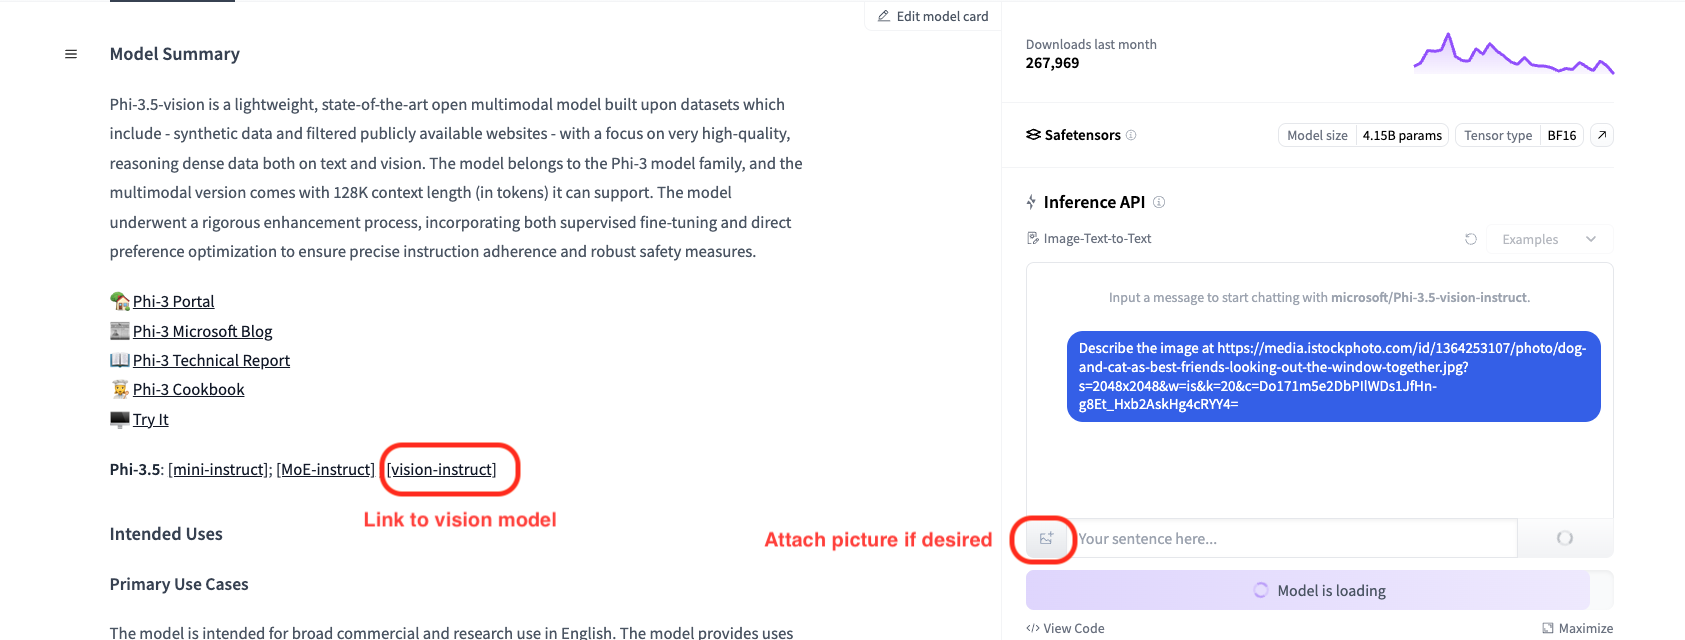 Edit model card
Model Summary
Phi-3.5-vision is a lightweight, state-of-the-art open multimodal model built upon datasets which
include - synthetic data and filtered publicly available websites - with a focus on very high-quality,
reasoning dense data both on text and vision. The model belongs to the Phi-3 model family, and the
multimodal version comes with 128K context length (in tokens) it can support. The model
underwent a rigorous enhancement process, incorporating both supervised fine-tuning and direct
preference optimization to ensure precise instruction adherence and robust safety measures.
Phi-3 Portal
Phi-3 Microsoft Blog
Phi-3 Technical Report
Phi-3 Cookbook
Try It
Phi-3.5: [mini-instruct]; [MoE-instruct] [vision-instruct]
Link to vision model
Intended Uses
Primary Use Cases
The model is intended for broad commercial and research use in English. The model provides uses
Downloads last month
267,969
Safetensors
Model size 4.15B params Tensor type BF16
Inference API
Image-Text-to-Text
Examples
Input a message to start chatting with microsoft/Phi-3.5-vision-instruct.
Describe the image at https://media.istockphoto.com/id/1364253107/photo/dog-
and-cat-as-best-friends-looking-out-the-window-together.jpg?
s=2048x2048&w=is&k=20&c=Do171m5e2DbPIlWDs1JfHn-
g8Et_Hxb2AskHg4cRYY4=
Attach picture if desired
Your sentence here...
Model is loading
View Code
Maximize